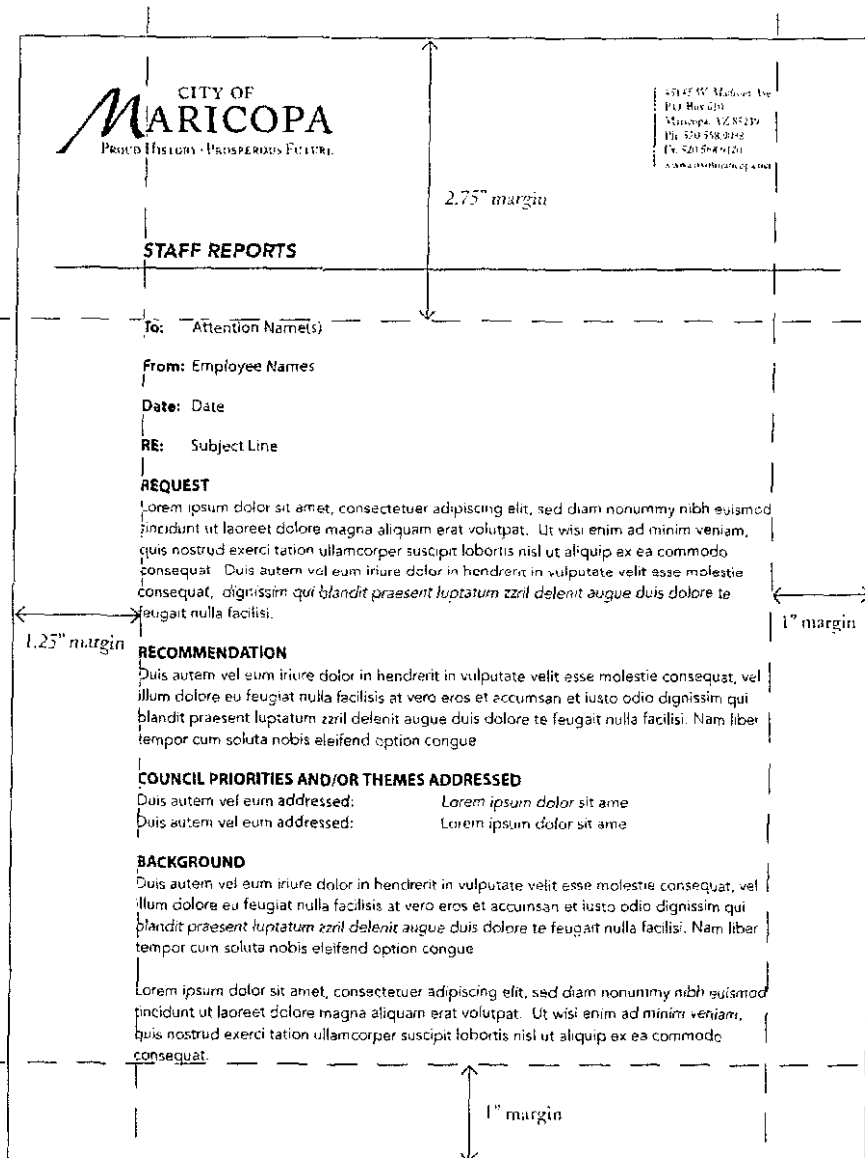 CITY OF
MARICOPA
PROUD HISTORY · PROSPEROUS FUTURE
W. Madison Ave
P.O. Box 610
Maricopa, AZ 85239
2.75" margin
STAFF REPORTS
To: Attention Name(s)
From: Employee Names
Date: Date
RE: Subject Line
REQUEST
Lorem ipsum dolor sit amet, consectetuer adipiscing elit, sed diam nonummy nibh euismod
tincidunt ut laoreet dolore magna aliquam erat volutpat. Ut wisi enim ad minim veniam,
quis nostrud exerci tation ullamcorper suscipit lobortis nisl ut aliquip ex ea commodo
consequat. Duis autem vel eum iriure dolor in hendrerit in vulputate velit esse molestie
consequat, dignissim qui blandit praesent luptatum zzril delenit augue duis dolore te
feugait nulla facilisi.
1" margin
1.25" margin
RECOMMENDATION
Duis autem vel eum iriure dolor in hendrerit in vulputate velit esse molestie consequat, vel
illum dolore eu feugiat nulla facilisis at vero eros et accumsan et iusto odio dignissim qui
blandit praesent luptatum zzril delenit augue duis dolore te feugait nulla facilisi. Nam liber
tempor cum soluta nobis eleifend option congue
COUNCIL PRIORITIES AND/OR THEMES ADDRESSED
Duis autem vel eum addressed: Lorem ipsum dolor sit ame
Duis autem vel eum addressed: Lorem ipsum dolor sit ame
BACKGROUND
Duis autem vel eum iriure dolor in hendrerit in vulputate velit esse molestie consequat, vel
illum dolore eu feugiat nulla facilisis at vero eros et accumsan et iusto odio dignissim qui
blandit praesent luptatum zzril delenit augue duis dolore te feugait nulla facilisi. Nam liber
tempor cum soluta nobis eleifend option congue
Lorem ipsum dolor sit amet, consectetuer adipiscing elit, sed diam nonummy nibh euismod
tincidunt ut laoreet dolore magna aliquam erat volutpat. Ut wisi enim ad minim veniam,
quis nostrud exerci tation ullamcorper suscipit lobortis nisl ut aliquip ex ea commodo
consequat.
1" margin